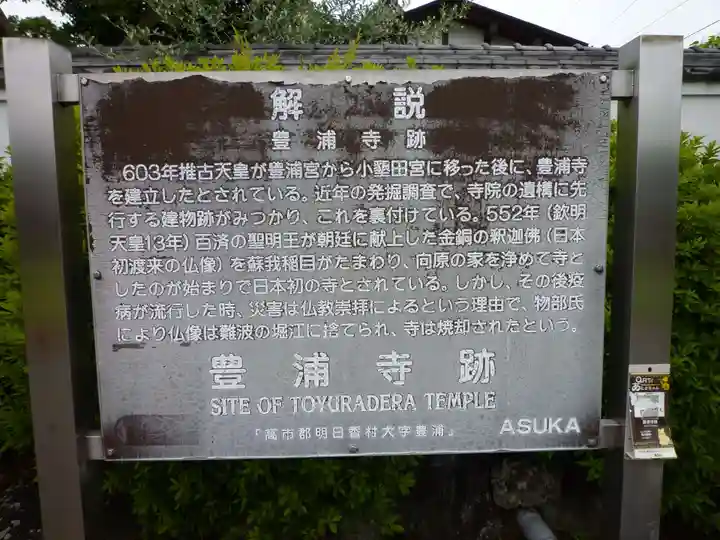 解 説
豊 浦 寺 跡
603年推古天皇が豊浦宮から小墾田宮に移った後に、豊浦寺
を建立したとされている。近年の発掘調査で、寺院の遺構に先
行する建物跡がみつかり、これを裏付けている。552年（欽明
天皇13年）百済の聖明王が朝廷に献上した金銅の釈迦佛（日本
初渡来の仏像）を蘇我稲目がたまわり、向原の家を浄めて寺と
したのが始まりで日本初の寺とされている。しかし、その後疫
病が流行した時、災害は仏教崇拝によるという理由で、物部氏
により仏像は難波の堀江に捨てられ、寺は焼却されたという。
豊 浦 寺 跡
SITE OF TOYURADERA TEMPLE
「高市郡明日香村大字豊浦」
ASUKA